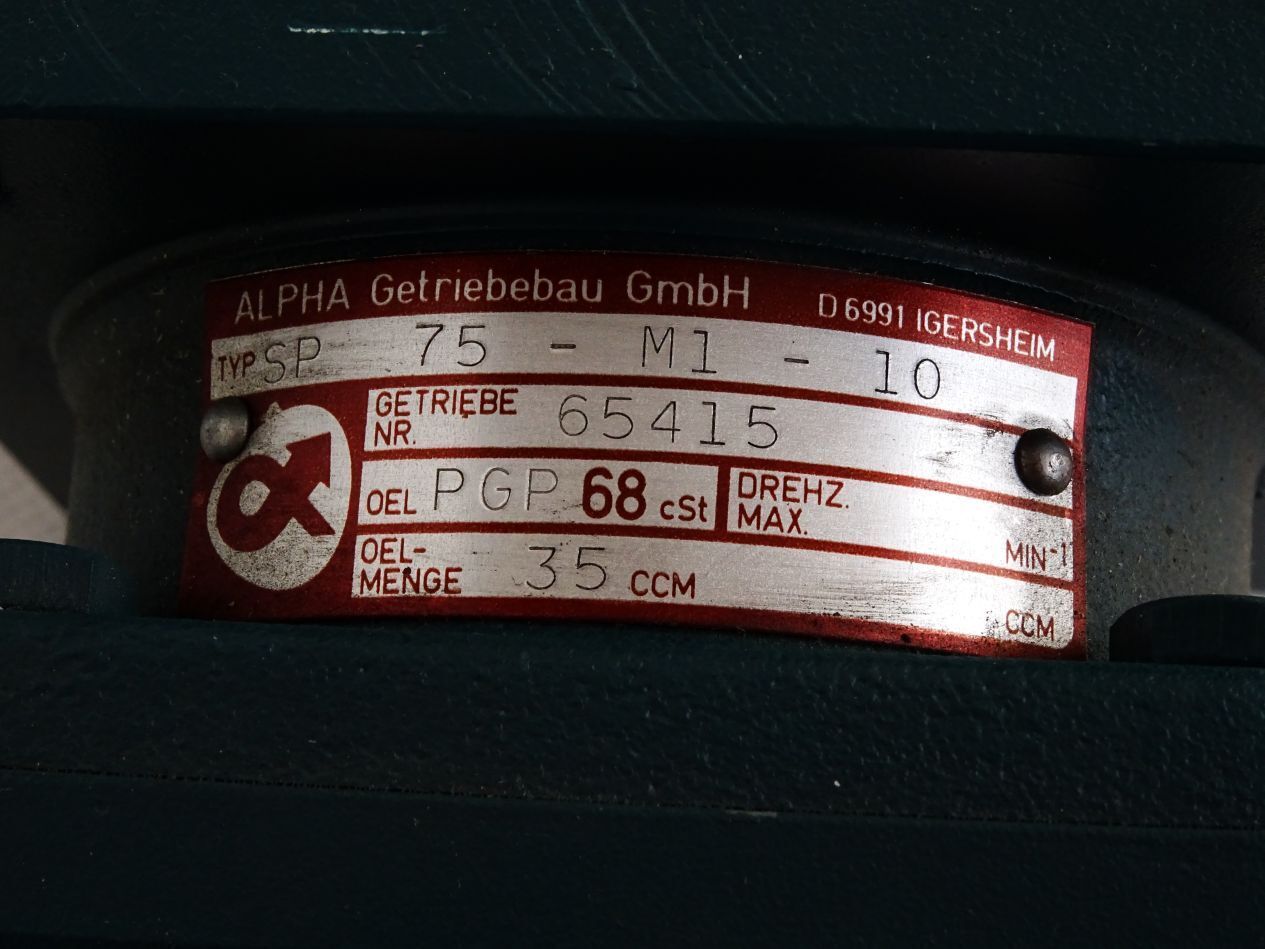 ALPHA Getriebebau GmbH D 6991 IGERSHEIM
TYP SP 75 - M1 - 10
GETRIEBE NR. 65415
OEL PGP 68 cSt DREHZ. MAX. MIN-1
OEL-MENGE 35 CCM CCM